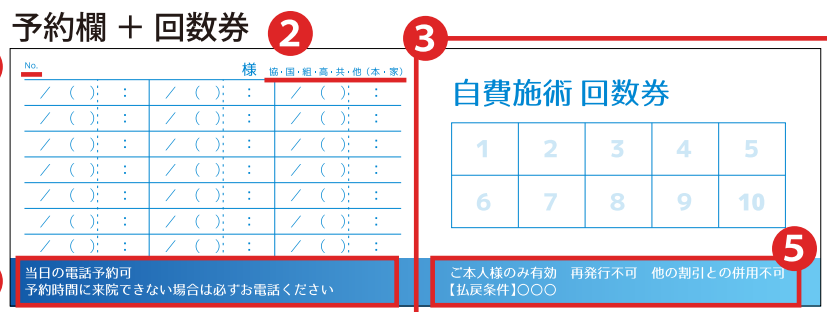 予約欄 ＋ 回数券
2
3
No.
様 協・国・組・高・共・他（本・家）
／ （ ） ： ／ （ ） ： ／ （ ） ：
／ （ ） ： ／ （ ） ： ／ （ ） ：
／ （ ） ： ／ （ ） ： ／ （ ） ：
／ （ ） ： ／ （ ） ： ／ （ ） ：
／ （ ） ： ／ （ ） ： ／ （ ） ：
／ （ ） ： ／ （ ） ： ／ （ ） ：
／ （ ） ： ／ （ ） ： ／ （ ） ：
当日の電話予約可
予約時間に来院できない場合は必ずお電話ください
自費施術 回数券
1 2 3 4 5
6 7 8 9 10
5
ご本人様のみ有効 再発行不可 他の割引との併用不可
【払戻条件】○○○